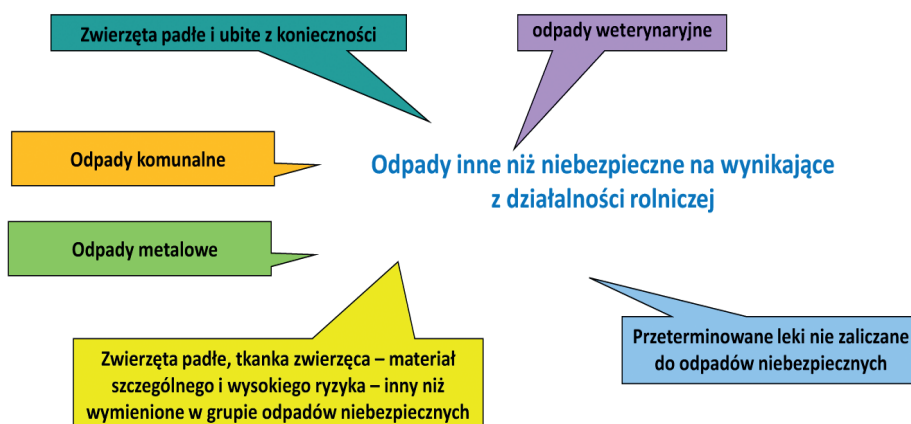 Zwierzęta padłe i ubite z konieczności
odpady weterynaryjne
Odpady komunalne
Odpady inne niż niebezpieczne na wynikające
z działalności rolniczej
Odpady metalowe
Zwierzęta padłe, tkanka zwierzęca – materiał
szczególnego i wysokiego ryzyka – inny niż
wymienione w grupie odpadów niebezpiecznych
Przeterminowane leki nie zaliczane
do odpadów niebezpiecznych